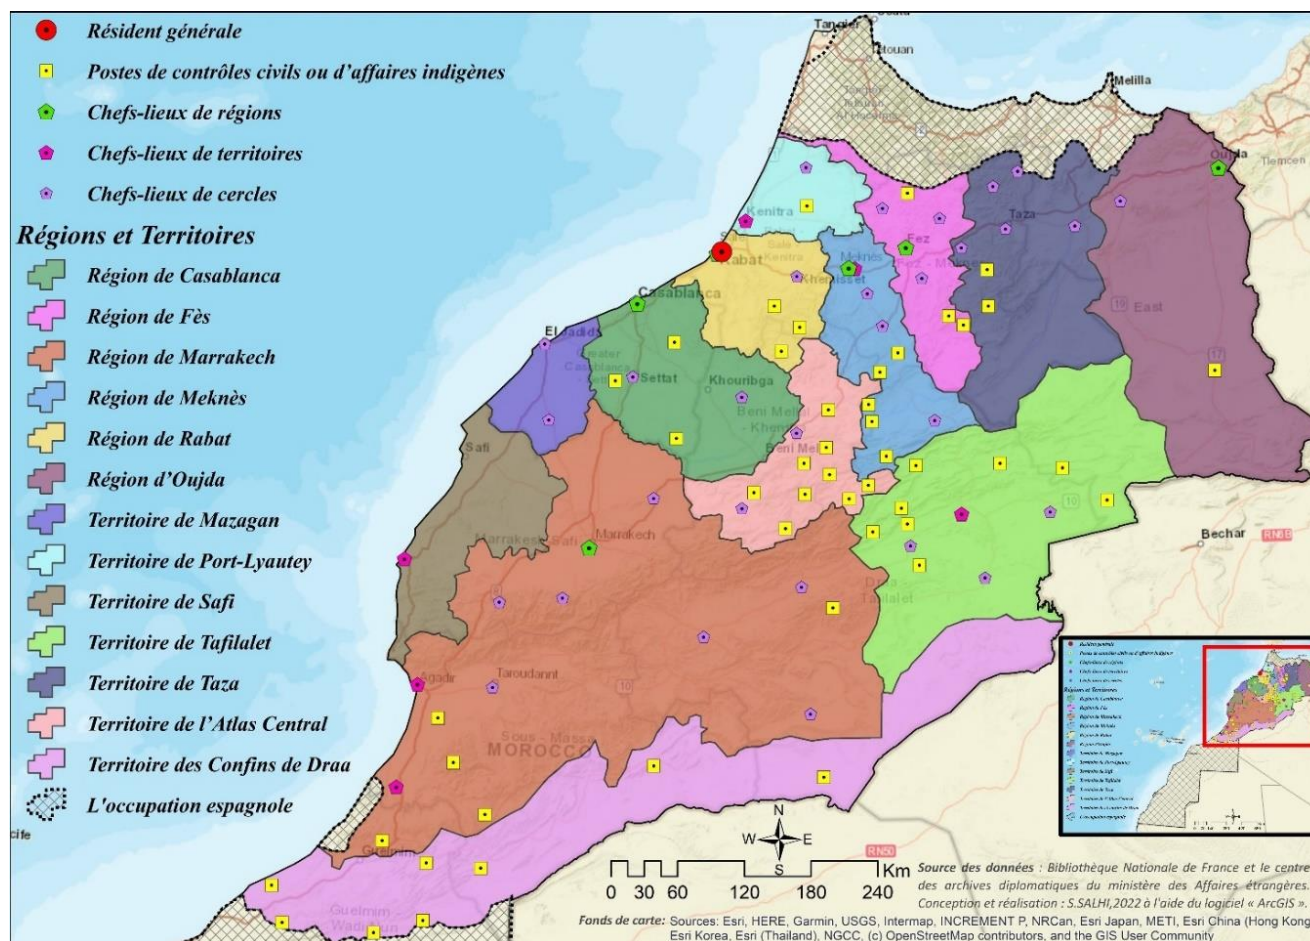 Résident générale
Postes de contrôles civils ou d'affaires indigènes
Chefs-lieux de régions
Chefs-lieux de territoires
Chefs-lieux de cercles
Régions et Territoires
Région de Casablanca
Région de Fès
Région de Marrakech
Région de Meknès
Région de Rabat
Région d'Oujda
Territoire de Mazagan
Territoire de Port-Lyautey
Territoire de Safi
Territoire de Tafilalet
Territoire de Taza
Territoire de l'Atlas Central
Territoire des Confins de Draa
L'occupation espagnole
Tangier
Melilla
Oujda
Tlemcen
Kenitra
Taza
Fez
Rabat
Meknès
Khemisset
Casablanca
East
19
17
El Jadida
Settat
Khouribga
Beni Mellal
Safi
10
Marrakech
Bechar
RN6B
Agadir
Taroudannt
10
Sous - Massa
MOROCCO
Guelmim
N
W E
S
RN50
0 30 60 120 180 240 Km
Source des données : Bibliothèque Nationale de France et le centre
des archives diplomatiques du ministère des Affaires étrangères.
Conception et réalisation : S.SALHI,2022 à l'aide du logiciel « ArcGIS ».
Fonds de carte: Sources: Esri, HERE, Garmin, USGS, Intermap, INCREMENT P, NRCan, Esri Japan, METI, Esri China (Hong Kong
Esri Korea, Esri (Thailand), NGCC, (c) OpenStreetMap contributors, and the GIS User Community